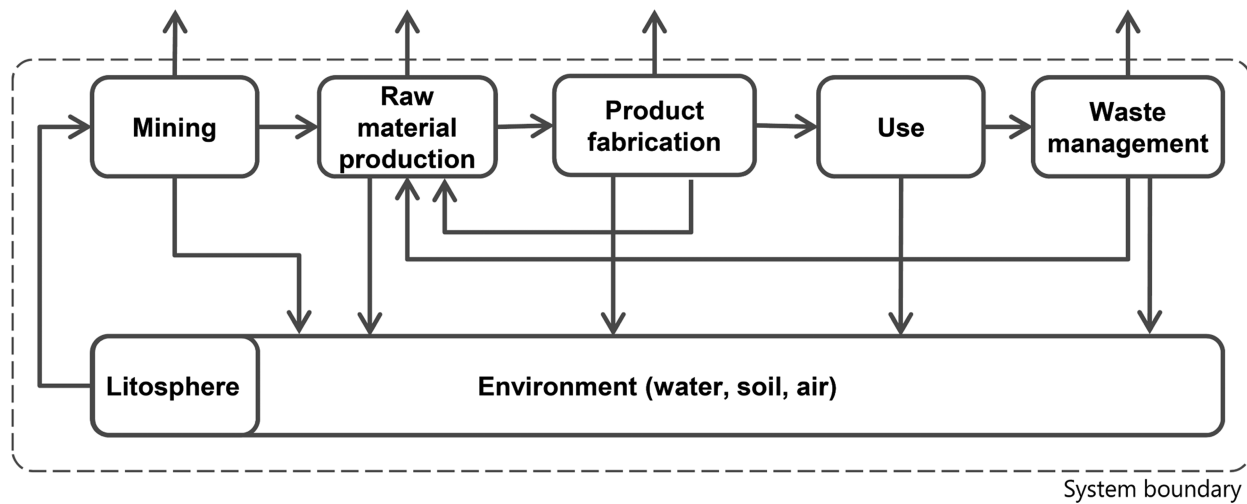 Mining
Raw
material
production
Product
fabrication
Use
Waste
management
Litosphere
Environment (water, soil, air)
System boundary